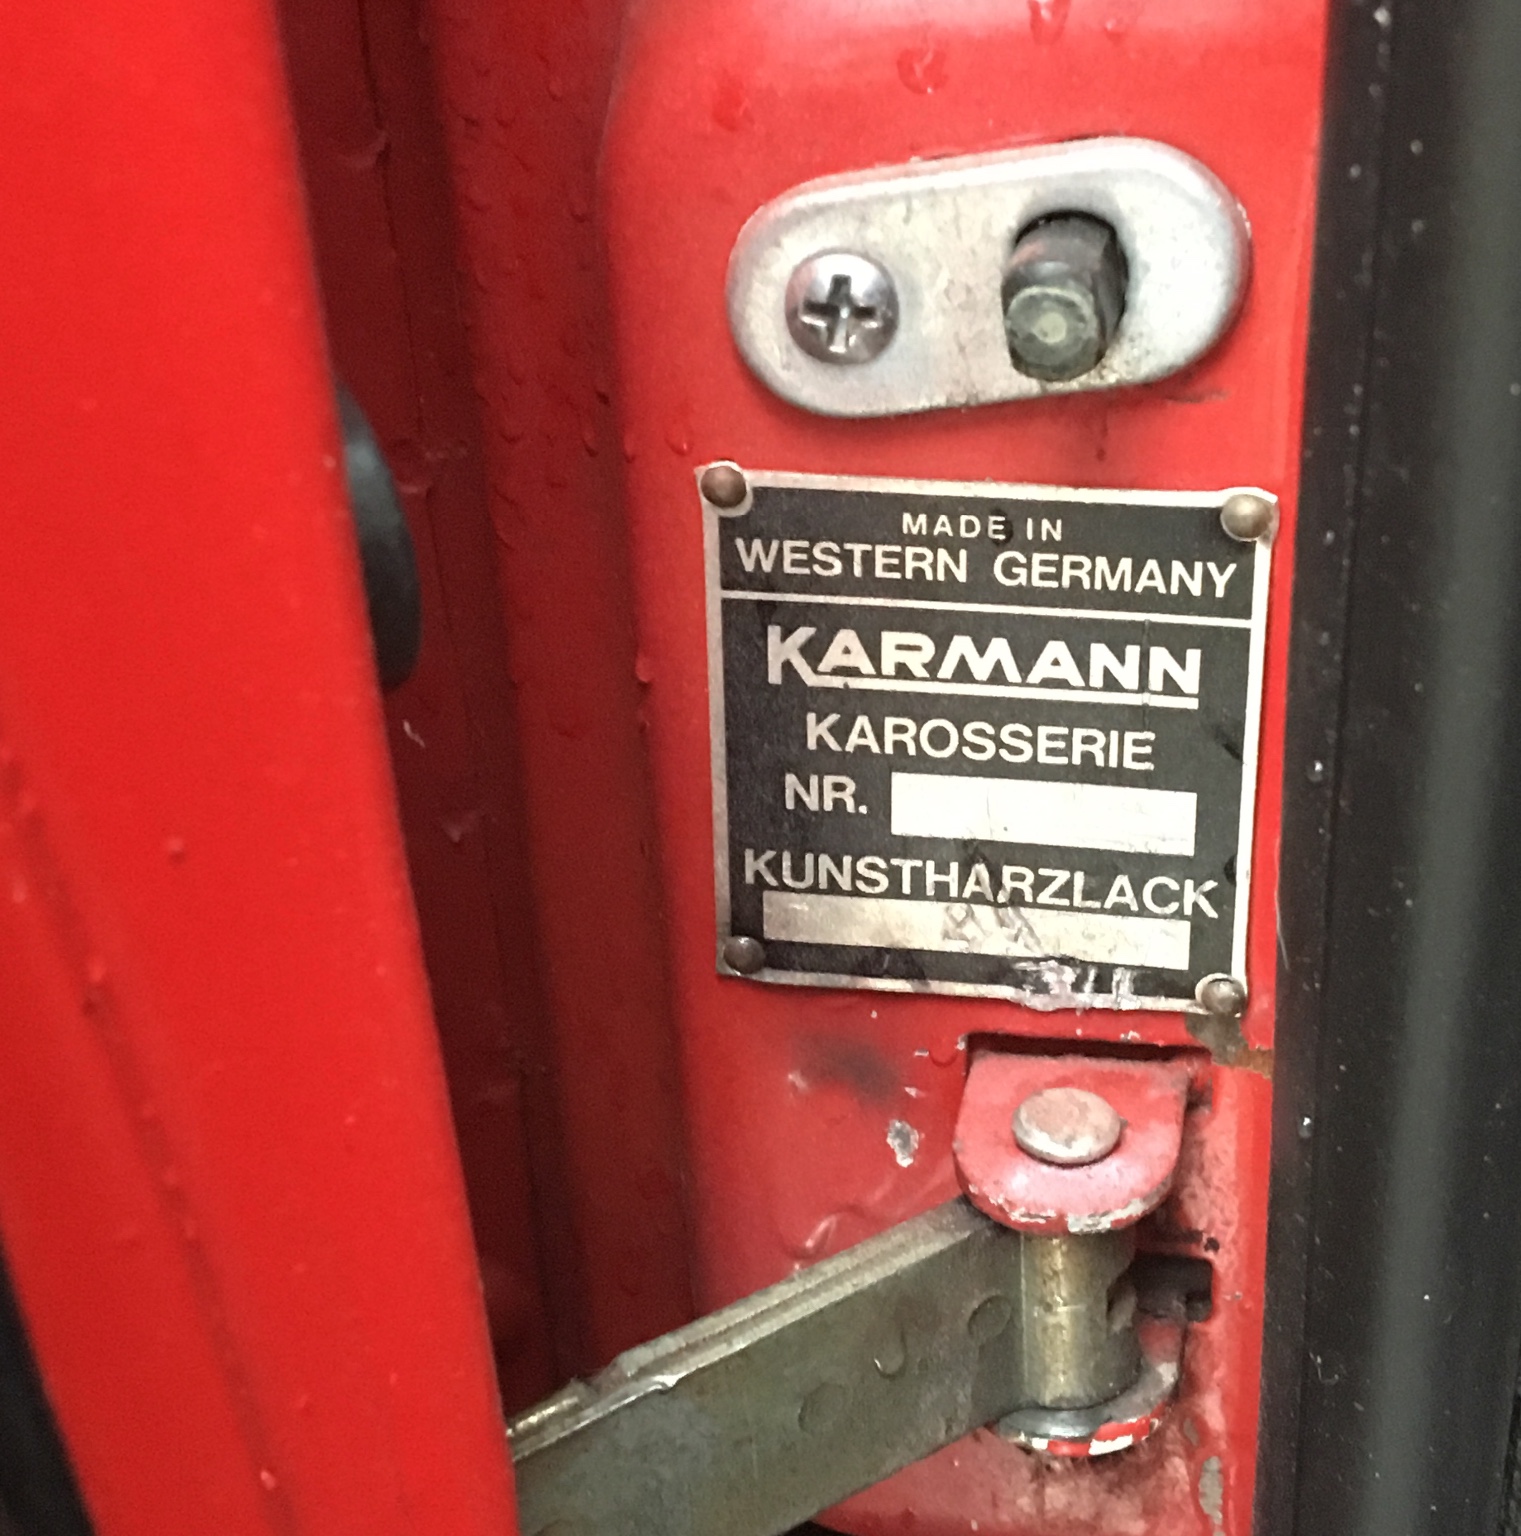 MADE IN
WESTERN GERMANY
KARMANN
KAROSSERIE
NR.
KUNSTHARZLACK